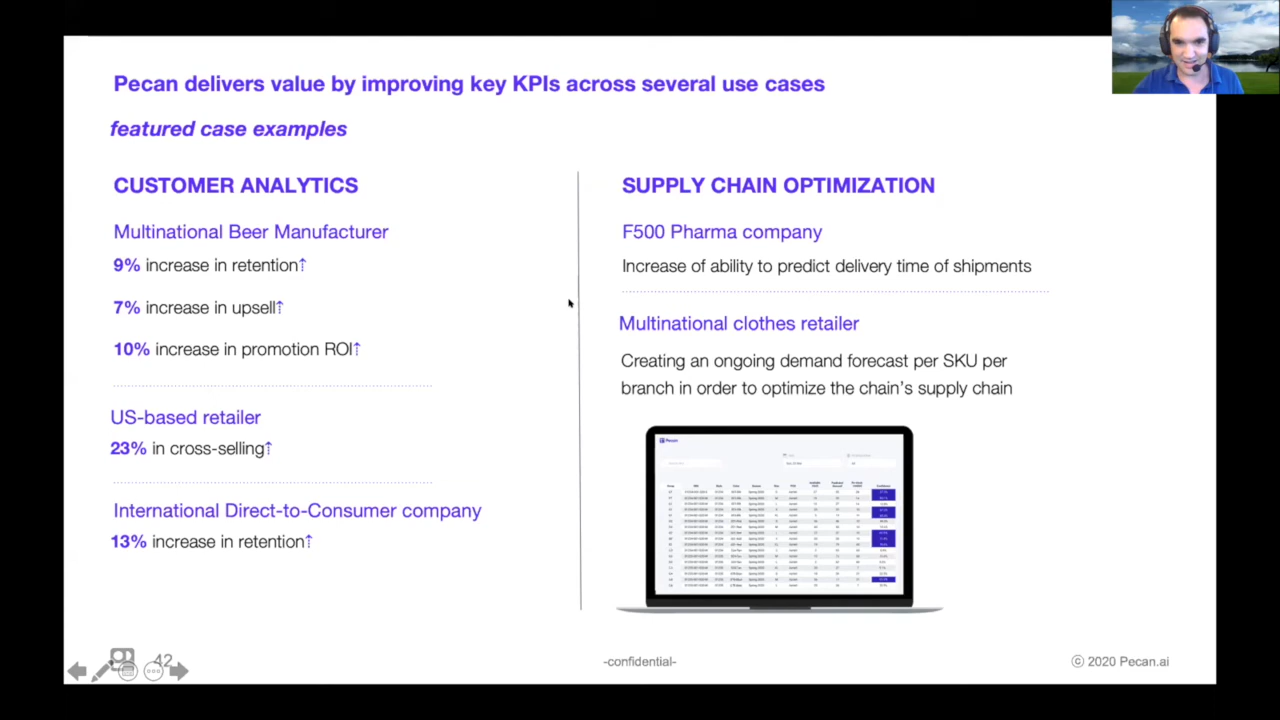 Pecan delivers value by improving key KPIs across several use cases
featured case examples
CUSTOMER ANALYTICS
Multinational Beer Manufacturer
9% increase in retention⇡
7% increase in upsell⇡
10% increase in promotion ROI⇡
US-based retailer
23% in cross-selling⇡
International Direct-to-Consumer company
13% increase in retention⇡
SUPPLY CHAIN OPTIMIZATION
F500 Pharma company
Increase of ability to predict delivery time of shipments
Multinational clothes retailer
Creating an ongoing demand forecast per SKU per
branch in order to optimize the chain's supply chain
Pecan
42
-confidential-
© 2020 Pecan.ai